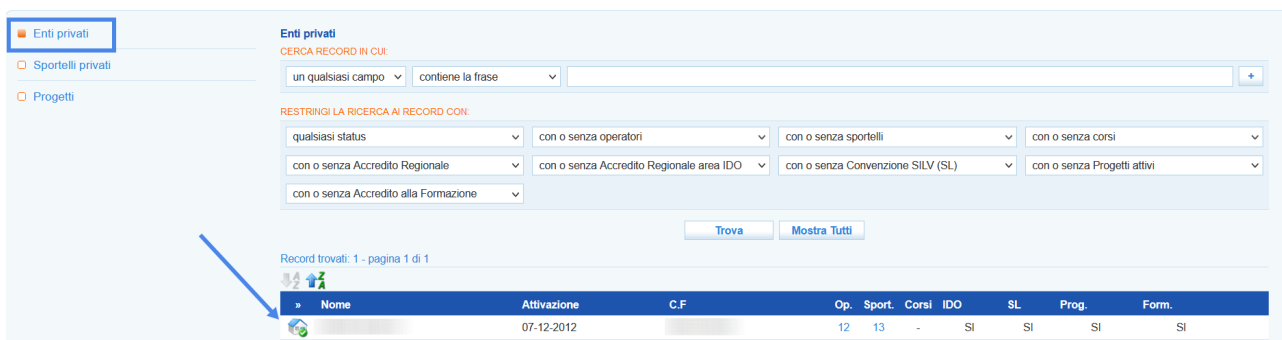 Enti privati
Sportelli privati
Progetti
Enti privati
CERCA RECORD IN CUI:
un qualsiasi campo contiene la frase +
RESTRINGI LA RICERCA AI RECORD CON:
qualsiasi status con o senza operatori con o senza sportelli con o senza corsi
con o senza Accredito Regionale con o senza Accredito Regionale area IDO con o senza Convenzione SILV (SL) con o senza Progetti attivi
con o senza Accredito alla Formazione
Trova Mostra Tutti
Record trovati: 1 - pagina 1 di 1
A Z Z A
» Nome Attivazione C.F Op. Sport. Corsi IDO SL Prog. Form.
07-12-2012 12 13 - SI SI SI SI